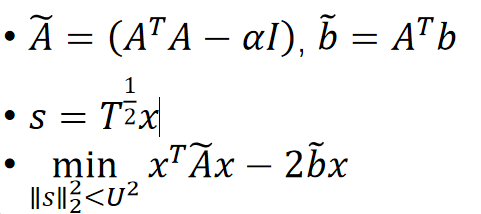 • Ã = (AᵀA − αI), b̃ = Aᵀb
• s = T^{1/2}x
• min_{‖s‖₂² < U²} xᵀÃx − 2b̃x